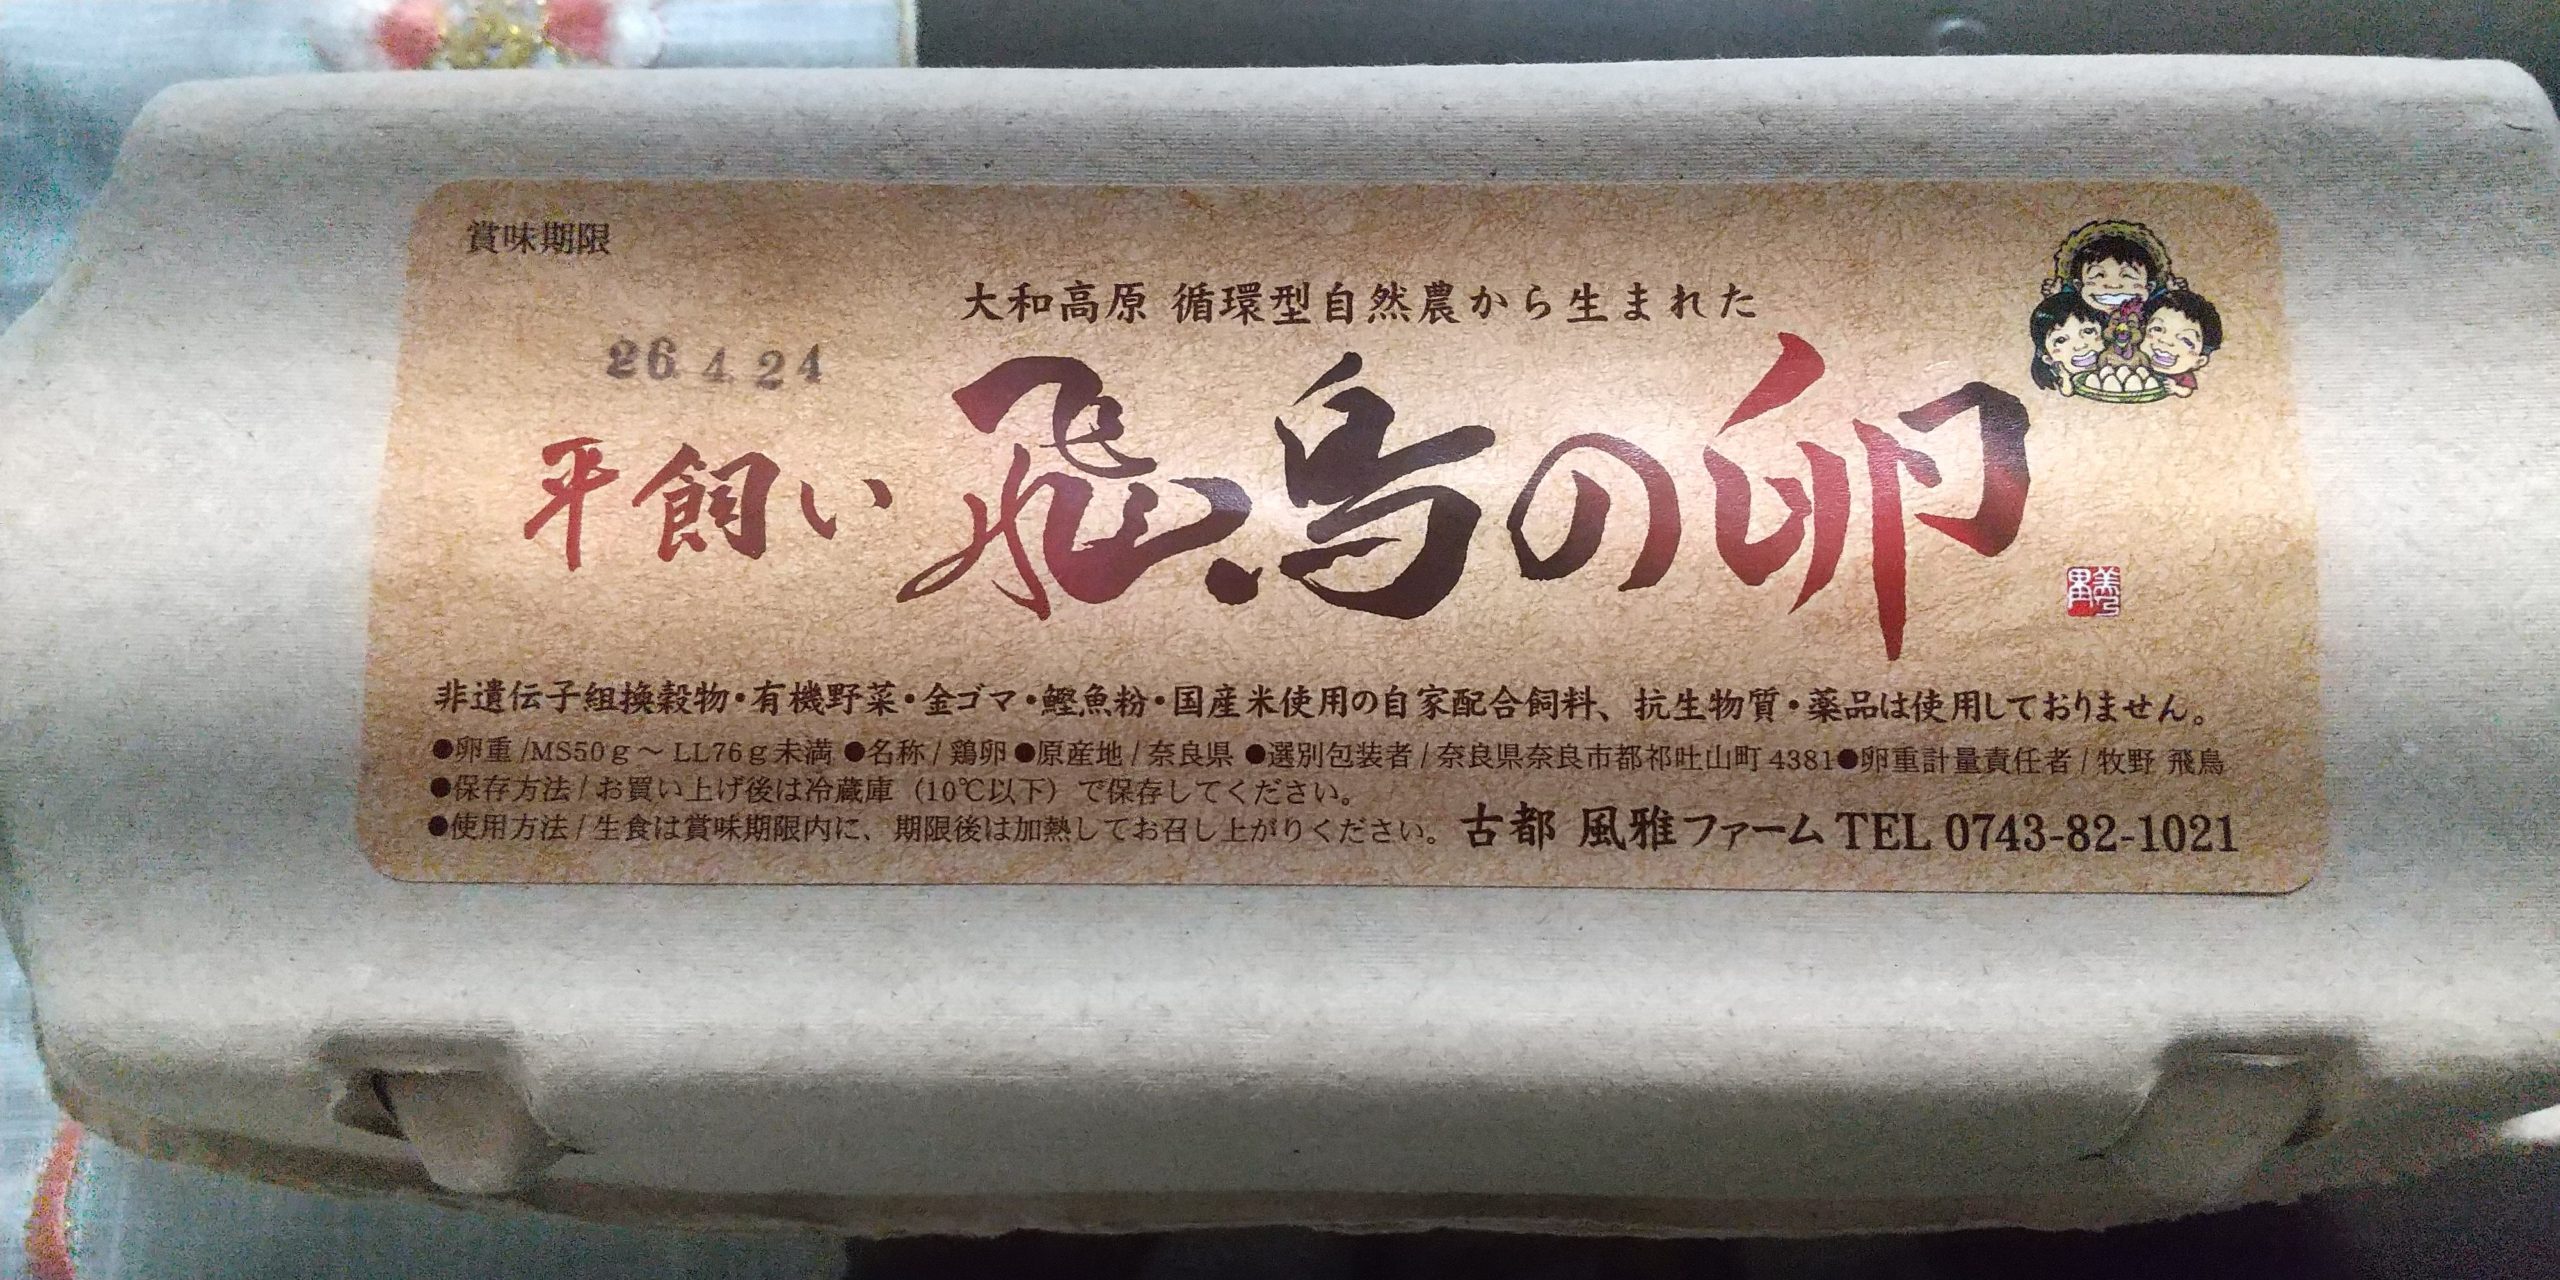 賞味期限
26. 4. 24
大和高原 循環型自然農から生まれた
平飼い 飛鳥の卵
非遺伝子組換穀物・有機野菜・金ゴマ・鰹魚粉・国産米使用の自家配合飼料、抗生物質・薬品は使用しておりません。
●卵重/MS50g～LL76g未満 ●名称/鶏卵 ●原産地/奈良県 ●選別包装者/奈良県奈良市都祁吐山町4381●卵重計量責任者/牧野 飛鳥
●保存方法/お買い上げ後は冷蔵庫（10℃以下）で保存してください。
●使用方法/生食は賞味期限内に、期限後は加熱してお召し上がりください。
古都 風雅ファーム TEL 0743-82-1021